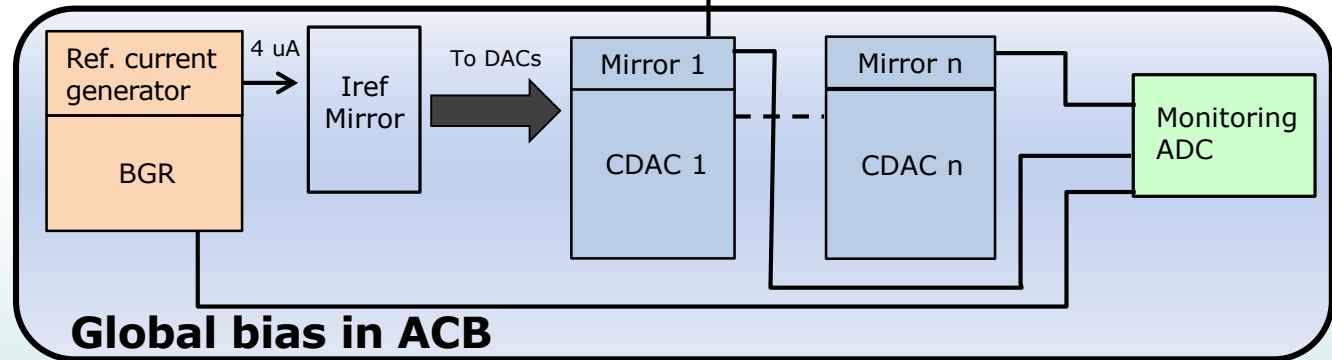 Ref. current
generator
BGR
4 uA
Iref
Mirror
To DACs
Mirror 1
CDAC 1
Mirror n
CDAC n
Monitoring
ADC
Global bias in ACB